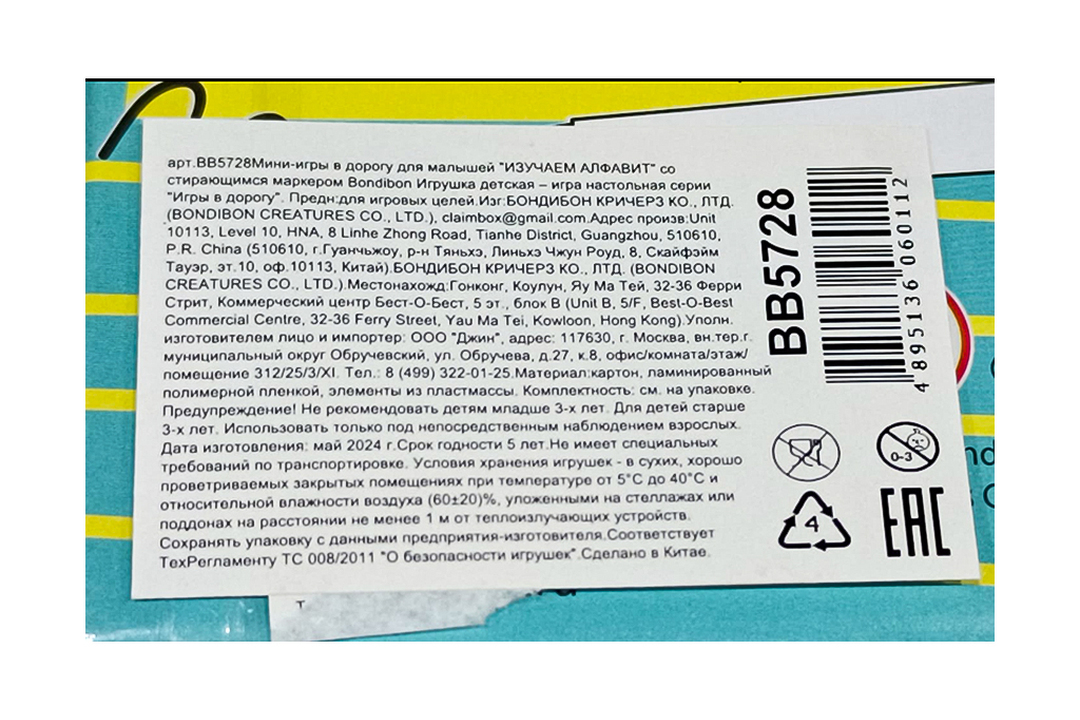 арт.BB5728Мини-игры в дорогу для малышей "ИЗУЧАЕМ АЛФАВИТ" со
стирающимся маркером Bondibon Игрушка детская – игра настольная серии
"Игры в дорогу". Предн:для игровых целей.Изг:БОНДИБОН КРИЧЕРЗ КО., ЛТД.
(BONDIBON CREATURES CO., LTD.), claimbox@gmail.com.Адрес произв:Unit
10113, Level 10, HNA, 8 Linhe Zhong Road, Tianhe District, Guangzhou, 510610,
P.R. China (510610, г.Гуанчьжоу, р-н Тяньхэ, Линьхэ Чжун Роуд, 8, Скайфэйм
Тауэр, эт.10, оф.10113, Китай).БОНДИБОН КРИЧЕРЗ КО., ЛТД. (BONDIBON
CREATURES CO., LTD.).Местонахожд:Гонконг, Коулун, Яу Ма Тей, 32-36 Ферри
Стрит, Коммерческий центр Бест-О-Бест, 5 эт., блок В (Unit B, 5/F, Best-O-Best
Commercial Centre, 32-36 Ferry Street, Yau Ma Tei, Kowloon, Hong Kong).Уполн.
изготовителем лицо и импортер: ООО "Джин", адрес: 117630, г. Москва, вн.тер.г.
муниципальный округ Обручевский, ул. Обручева, д.27, к.8, офис/комната/этаж/
помещение 312/25/3/XI. Тел.: 8 (499) 322-01-25.Материал:картон, ламинированный
полимерной пленкой, элементы из пластмассы. Комплектность: см. на упаковке.
Предупреждение! Не рекомендовать детям младше 3-х лет. Для детей старше
3-х лет. Использовать только под непосредственным наблюдением взрослых.
Дата изготовления: май 2024 г.Срок годности 5 лет.Не имеет специальных
требований по транспортировке. Условия хранения игрушек - в сухих, хорошо
проветриваемых закрытых помещениях при температуре от 5°С до 40°С и
относительной влажности воздуха (60±20)%, уложенными на стеллажах или
поддонах на расстоянии не менее 1 м от теплоизлучающих устройств.
Сохранять упаковку с данными предприятия-изготовителя.Соответствует
ТехРегламенту ТС 008/2011 "О безопасности игрушек".Сделано в Китае.
BB5728
4 895136 060112
0-3
4
EAC